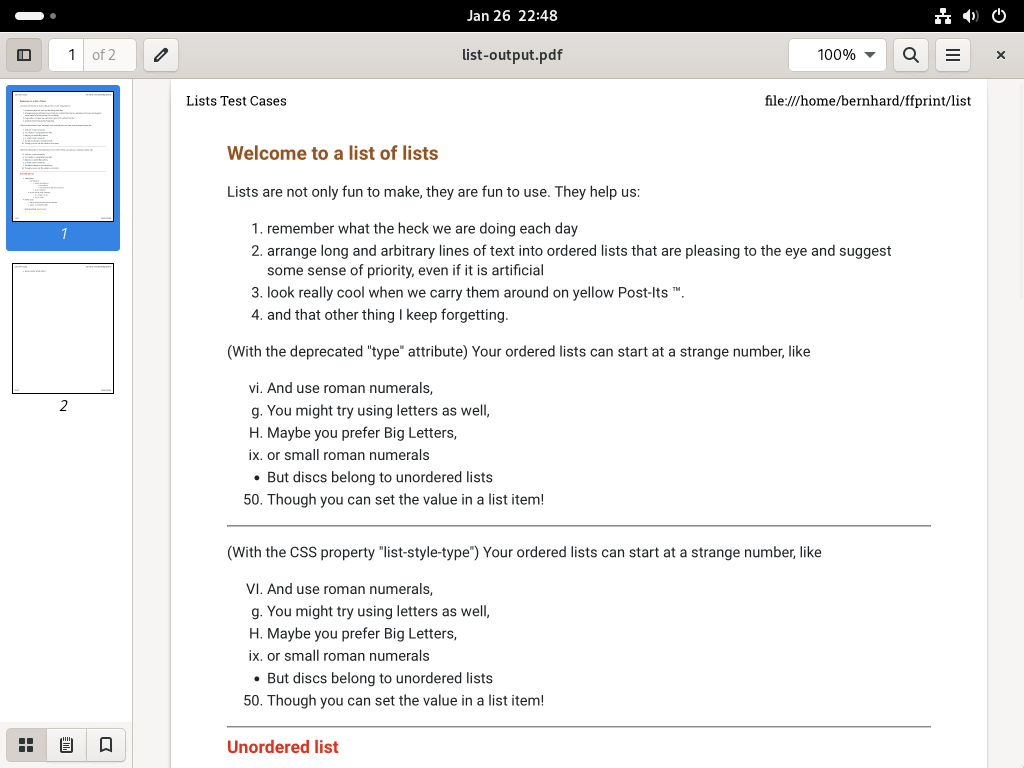 Jan 26 22:48
1 of 2
list-output.pdf
100%
Lists Test Cases
file:///home/bernhard/ffprint/list
Welcome to a list of lists
Lists are not only fun to make, they are fun to use. They help us:
1. remember what the heck we are doing each day
2. arrange long and arbitrary lines of text into ordered lists that are pleasing to the eye and suggest
some sense of priority, even if it is artificial
3. look really cool when we carry them around on yellow Post-Its ™.
4. and that other thing I keep forgetting.
(With the deprecated "type" attribute) Your ordered lists can start at a strange number, like
vi. And use roman numerals,
g. You might try using letters as well,
H. Maybe you prefer Big Letters,
ix. or small roman numerals
• But discs belong to unordered lists
50. Though you can set the value in a list item!
(With the CSS property "list-style-type") Your ordered lists can start at a strange number, like
VI. And use roman numerals,
g. You might try using letters as well,
H. Maybe you prefer Big Letters,
ix. or small roman numerals
• But discs belong to unordered lists
50. Though you can set the value in a list item!
Unordered list
1
2